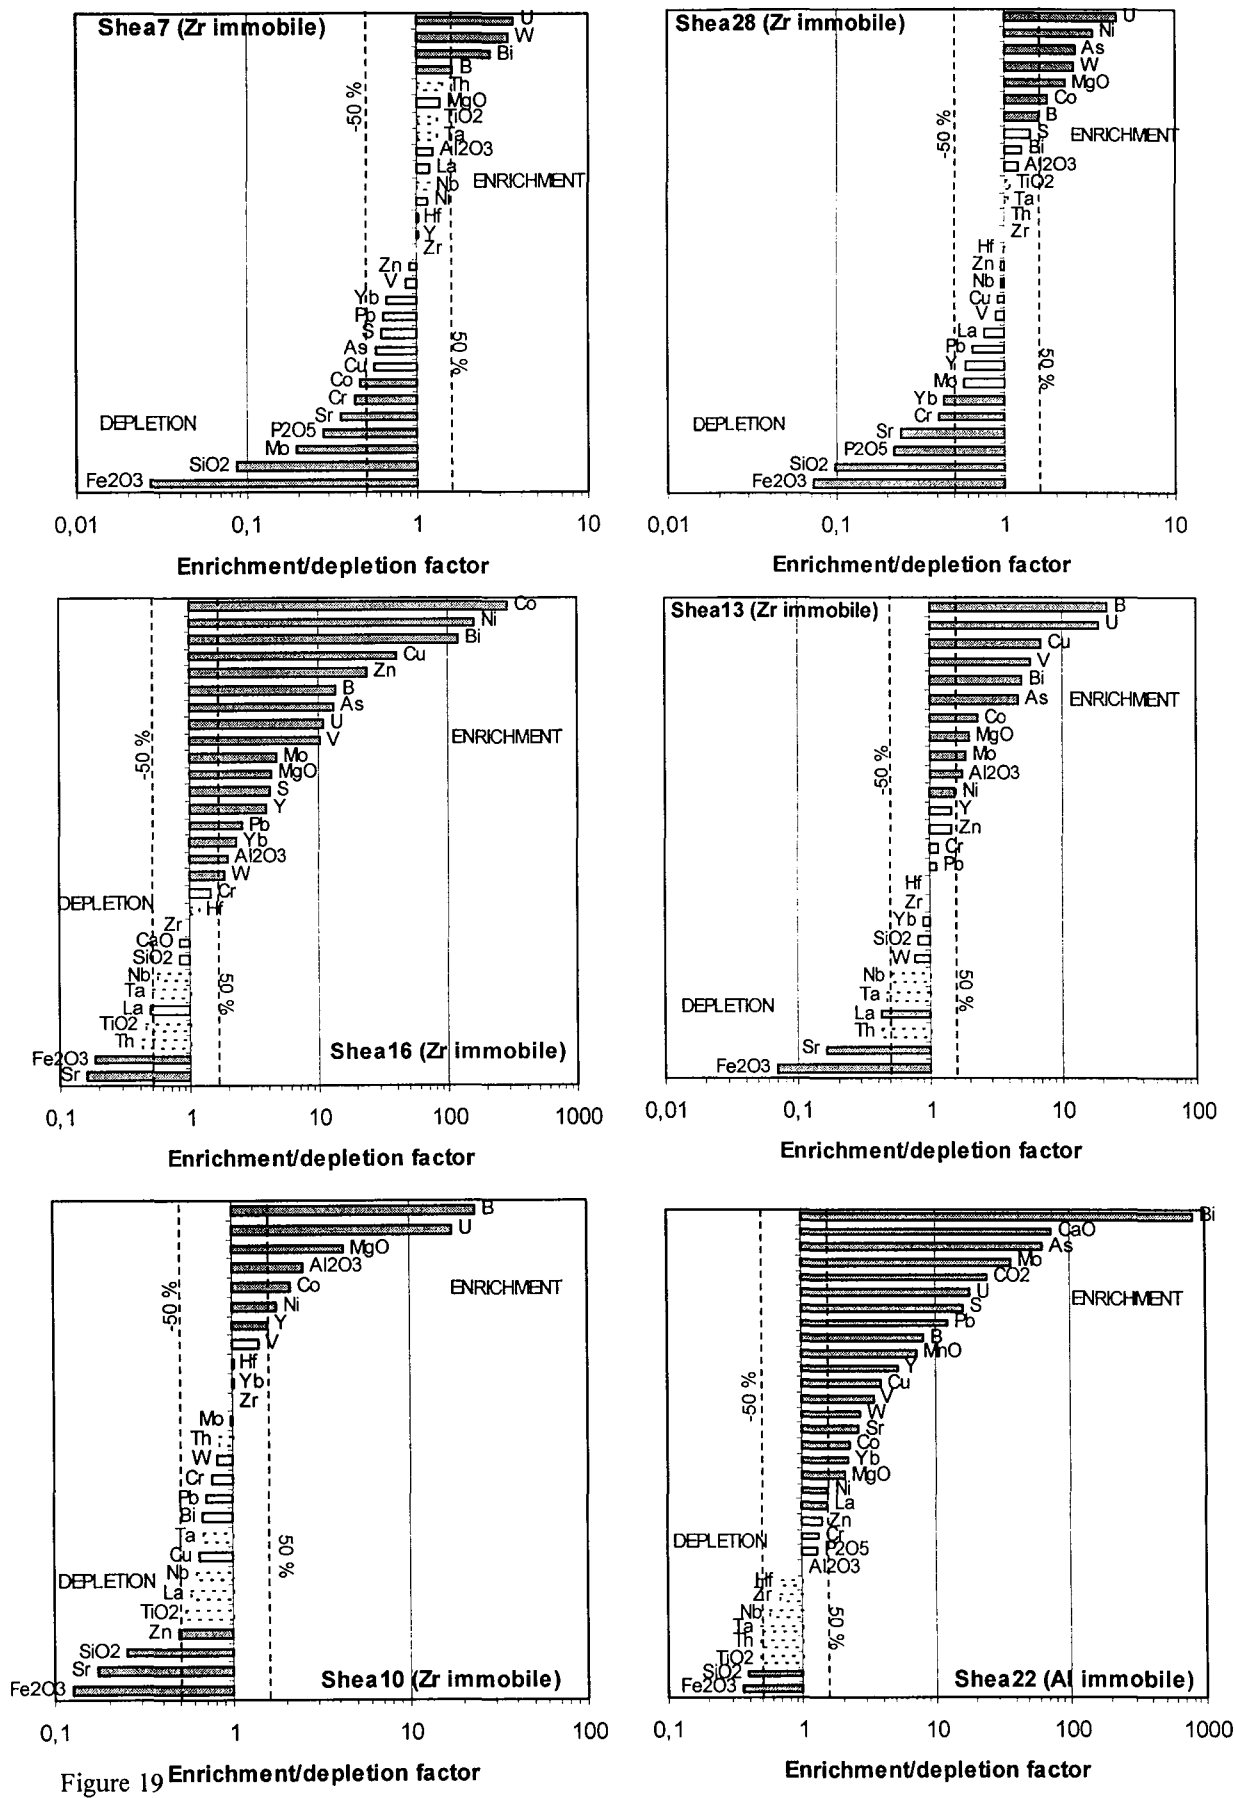 Shea7 (Zr immobile)
U
W
Bi
B
Th
MgO
TiO2
Ta
Al2O3
La
Nb
Ni
Hf
Y
Zr
Zn
V
Yb
Pb
S
As
Cu
Co
Cr
Sr
P2O5
Mo
SiO2
Fe2O3
-50 %
50 %
ENRICHMENT
DEPLETION
0,01 0,1 1 10
Enrichment/depletion factor
Shea28 (Zr immobile)
U
Ni
As
W
MgO
Co
B
S
Bi
Al2O3
TiO2
Ta
Th
Zr
Hf
Zn
Nb
Cu
V
La
Pb
Y
Mo
Yb
Cr
Sr
P2O5
SiO2
Fe2O3
-50 %
50 %
ENRICHMENT
DEPLETION
0,01 0,1 1 10
Enrichment/depletion factor
Co
Ni
Bi
Cu
Zn
B
As
U
V
Mo
MgO
S
Y
Pb
Yb
Al2O3
W
Cr
Hf
Zr
CaO
SiO2
Nb
Ta
La
TiO2
Th
Fe2O3
Sr
-50 %
50 %
ENRICHMENT
DEPLETION
Shea16 (Zr immobile)
0,1 1 10 100 1000
Enrichment/depletion factor
Shea13 (Zr immobile)
B
U
Cu
V
Bi
As
Co
MgO
Mo
Al2O3
Ni
Y
Zn
Cr
Pb
Hf
Zr
Yb
SiO2
W
Nb
Ta
La
Th
Sr
Fe2O3
-50 %
50 %
ENRICHMENT
DEPLETION
0,01 0,1 1 10 100
Enrichment/depletion factor
B
U
MgO
Al2O3
Co
Ni
Y
V
Hf
Yb
Zr
Mo
Th
W
Cr
Pb
Bi
Ta
Cu
Nb
La
TiO2
Zn
SiO2
Sr
Fe2O3
-50 %
50 %
ENRICHMENT
DEPLETION
Shea10 (Zr immobile)
0,1 1 10 100
Enrichment/depletion factor
Bi
CaO
As
Mo
CO2
U
S
Pb
B
MnO
Y
Cu
V
W
Sr
Co
Yb
MgO
Ni
La
Zn
Cr
P2O5
Al2O3
Hf
Zr
Nb
Ta
Th
TiO2
SiO2
Fe2O3
-50 %
50 %
ENRICHMENT
DEPLETION
Shea22 (Al immobile)
0,1 1 10 100 1000
Enrichment/depletion factor
Figure 19